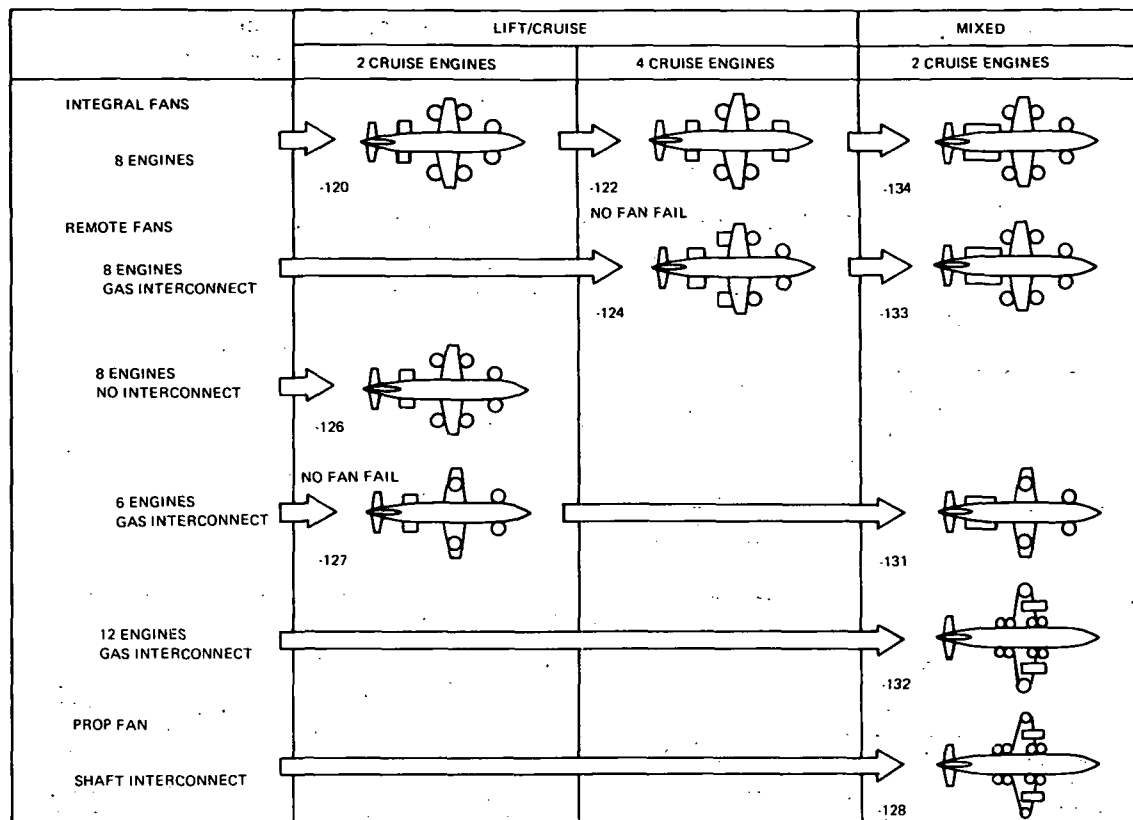 LIFT/CRUISE
MIXED
2 CRUISE ENGINES
4 CRUISE ENGINES
2 CRUISE ENGINES
INTEGRAL FANS
8 ENGINES
-120
-122
-134
REMOTE FANS
NO FAN FAIL
8 ENGINES
GAS INTERCONNECT
-124
-133
8 ENGINES
NO INTERCONNECT
-126
NO FAN FAIL
6 ENGINES
GAS INTERCONNECT
-127
-131
12 ENGINES
GAS INTERCONNECT
-132
PROP FAN
SHAFT INTERCONNECT
-128